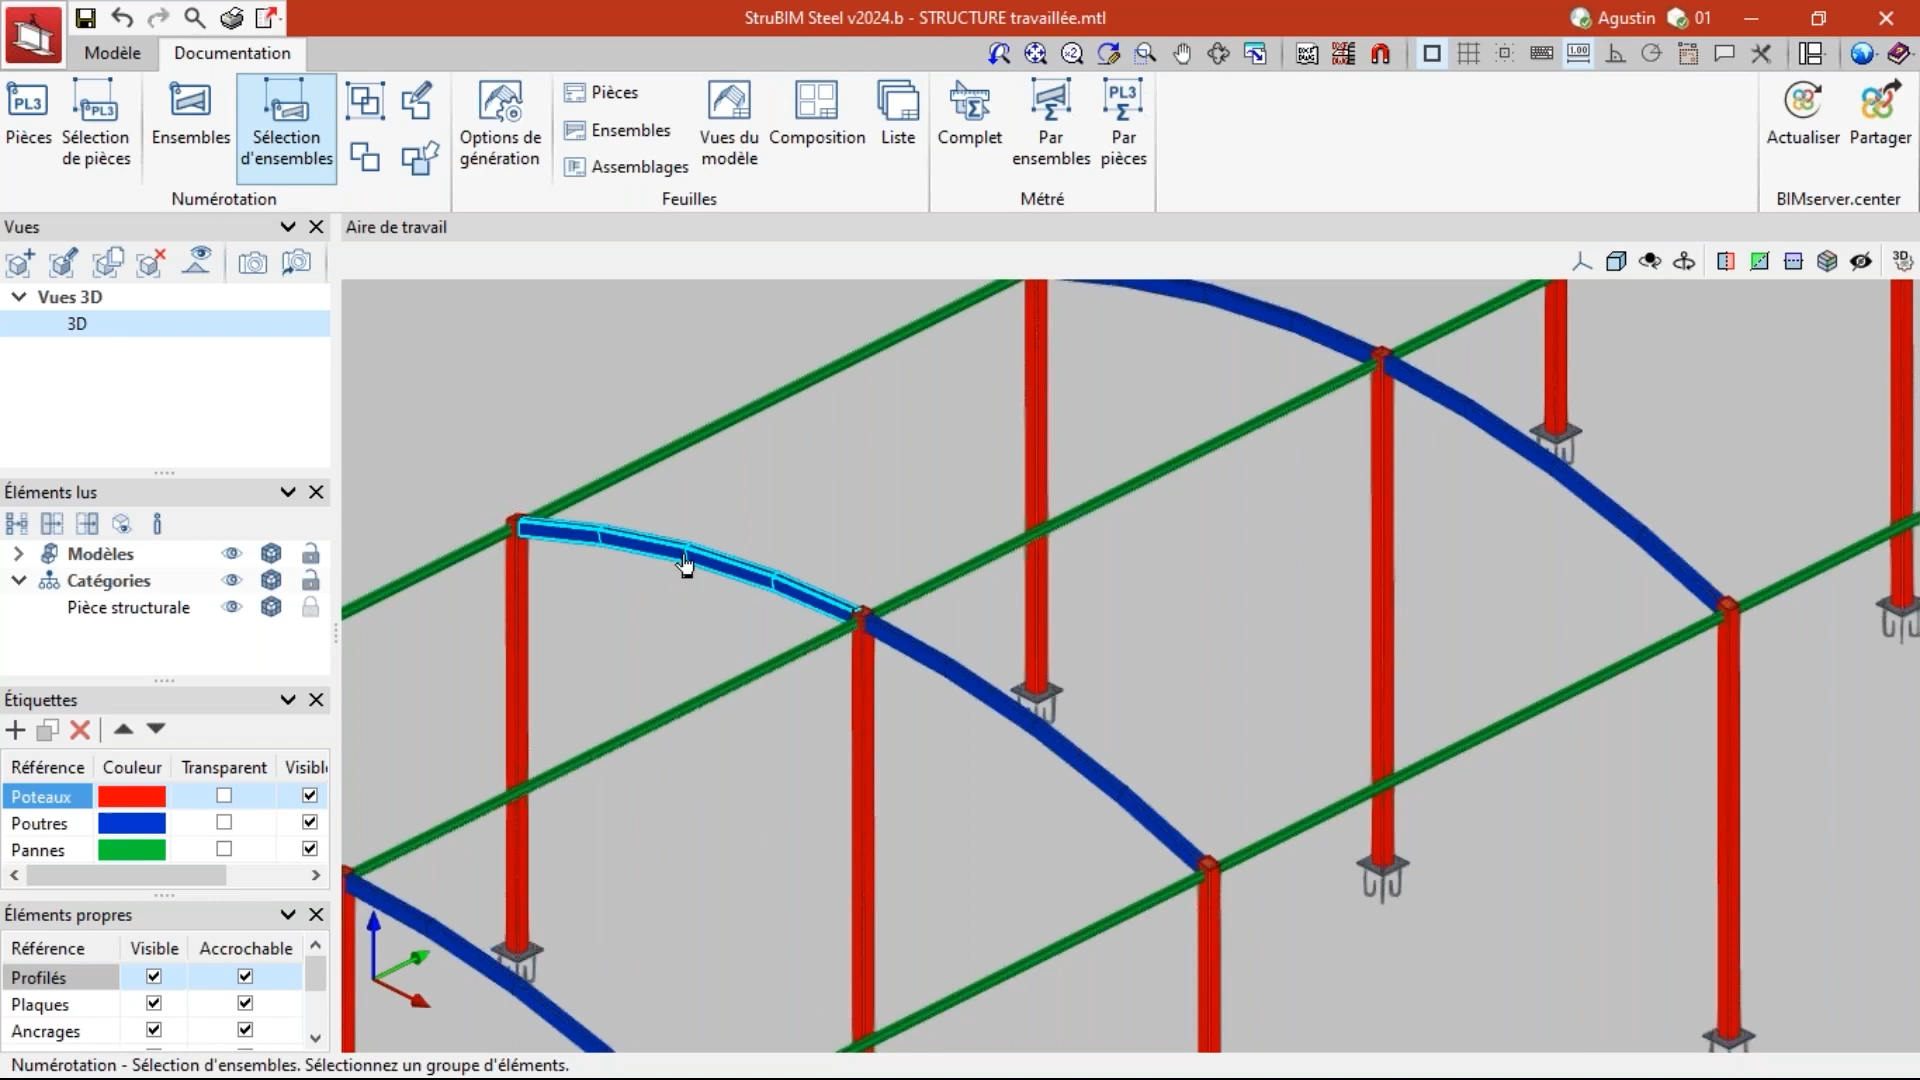 StruBIM Steel v2024.b - STRUCTURE travaillée.mtl
Agustin
01
Modèle
Documentation
PL3
Pièces
PL3
Sélection
de pièces
Ensembles
Sélection
d'ensembles
Numérotation
Options de
génération
Pièces
Ensembles
Assemblages
Vues du
modèle
Composition
Liste
Feuilles
Complet
Par
ensembles
PL3
Par
pièces
Métré
Actualiser
Partager
BIMserver.center
Vues
Aire de travail
Vues 3D
3D
Éléments lus
Modèles
Catégories
Pièce structurale
Étiquettes
Référence Couleur Transparent Visibl
Poteaux
Poutres
Pannes
Éléments propres
Référence Visible Accrochable
Profilés
Plaques
Ancrages
Numérotation - Sélection d'ensembles. Sélectionnez un groupe d'éléments.